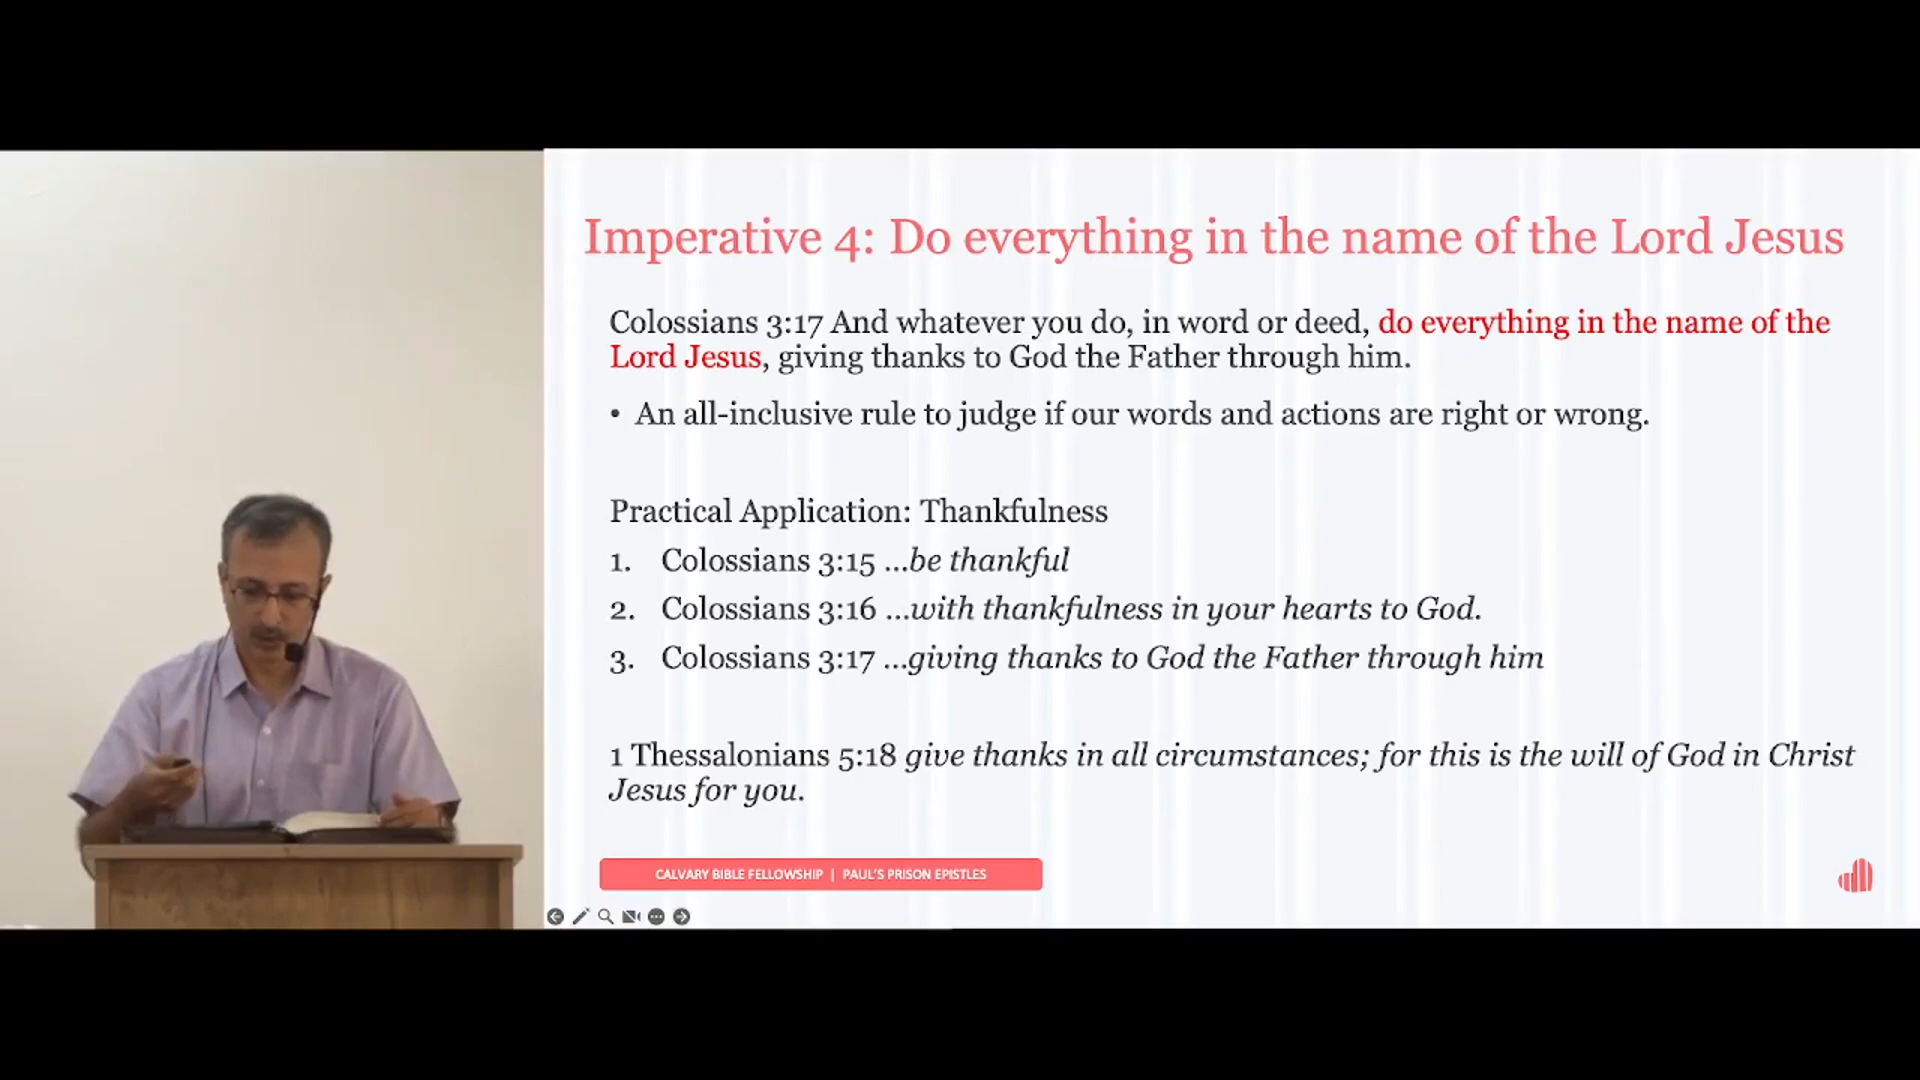 Imperative 4: Do everything in the name of the Lord Jesus
Colossians 3:17 And whatever you do, in word or deed, do everything in the name of the
Lord Jesus, giving thanks to God the Father through him.
• An all-inclusive rule to judge if our words and actions are right or wrong.
Practical Application: Thankfulness
1. Colossians 3:15 ...be thankful
2. Colossians 3:16 ...with thankfulness in your hearts to God.
3. Colossians 3:17 ...giving thanks to God the Father through him
1 Thessalonians 5:18 give thanks in all circumstances; for this is the will of God in Christ
Jesus for you.
CALVARY BIBLE FELLOWSHIP | PAUL'S PRISON EPISTLES